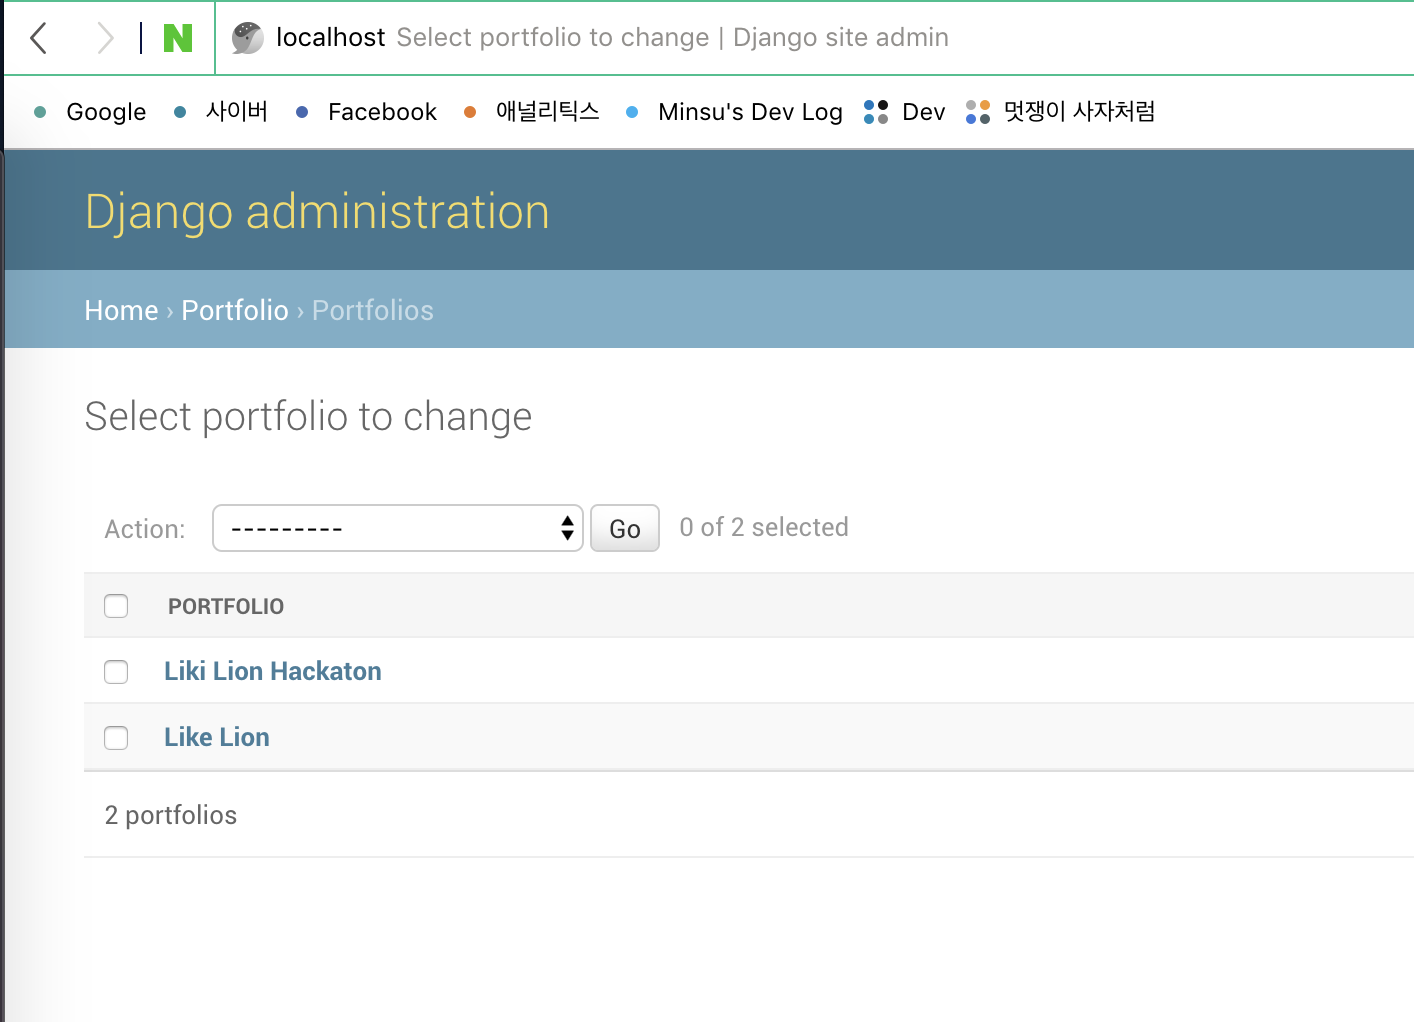 N localhost Select portfolio to change | Django site admin
Google 사이버 Facebook 애널리틱스 Minsu's Dev Log Dev 멋쟁이 사자처럼
Django administration
Home › Portfolio › Portfolios
Select portfolio to change
Action: --------- Go 0 of 2 selected
PORTFOLIO
Liki Lion Hackaton
Like Lion
2 portfolios